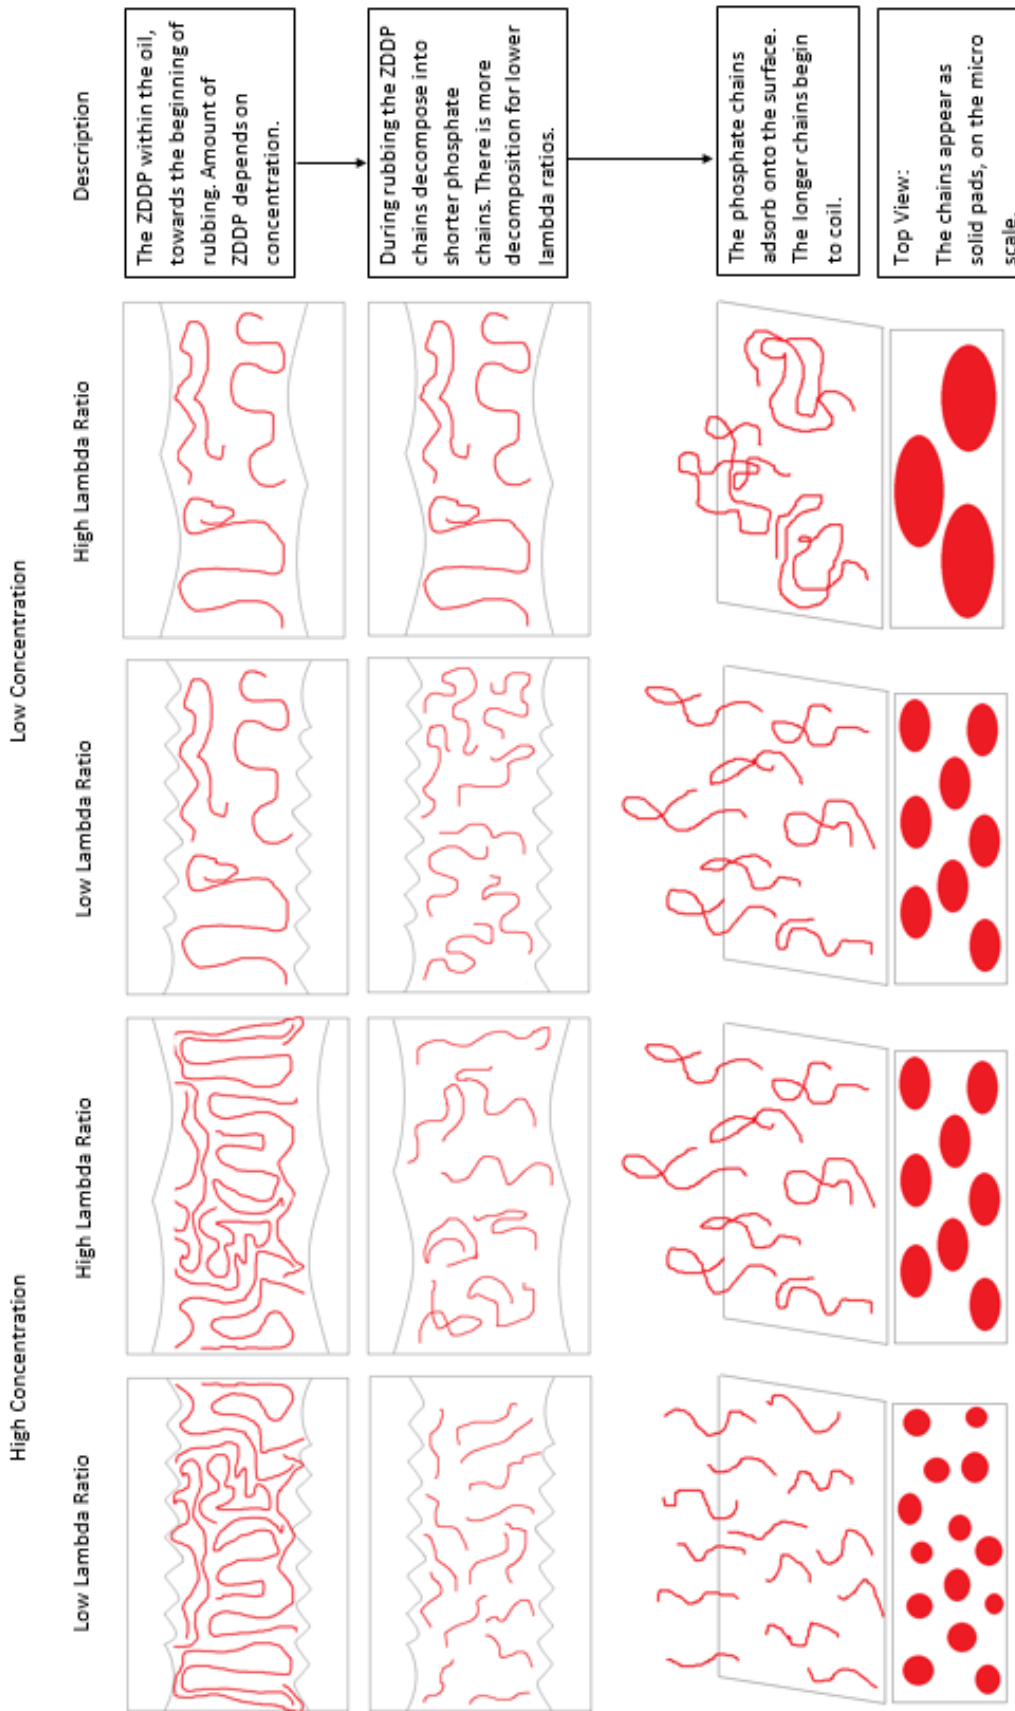 High Concentration
Low Concentration
Low Lambda Ratio
High Lambda Ratio
Low Lambda Ratio
High Lambda Ratio
Description
The ZDDP within the oil,
towards the beginning of
rubbing. Amount of
ZDDP depends on
concentration.
During rubbing the ZDDP
chains decompose into
shorter phosphate
chains. There is more
decomposition for lower
lambda ratios.
The phosphate chains
adsorb onto the surface.
The longer chains begin
to coil.
Top View:
The chains appear as
solid pads, on the micro
scale.